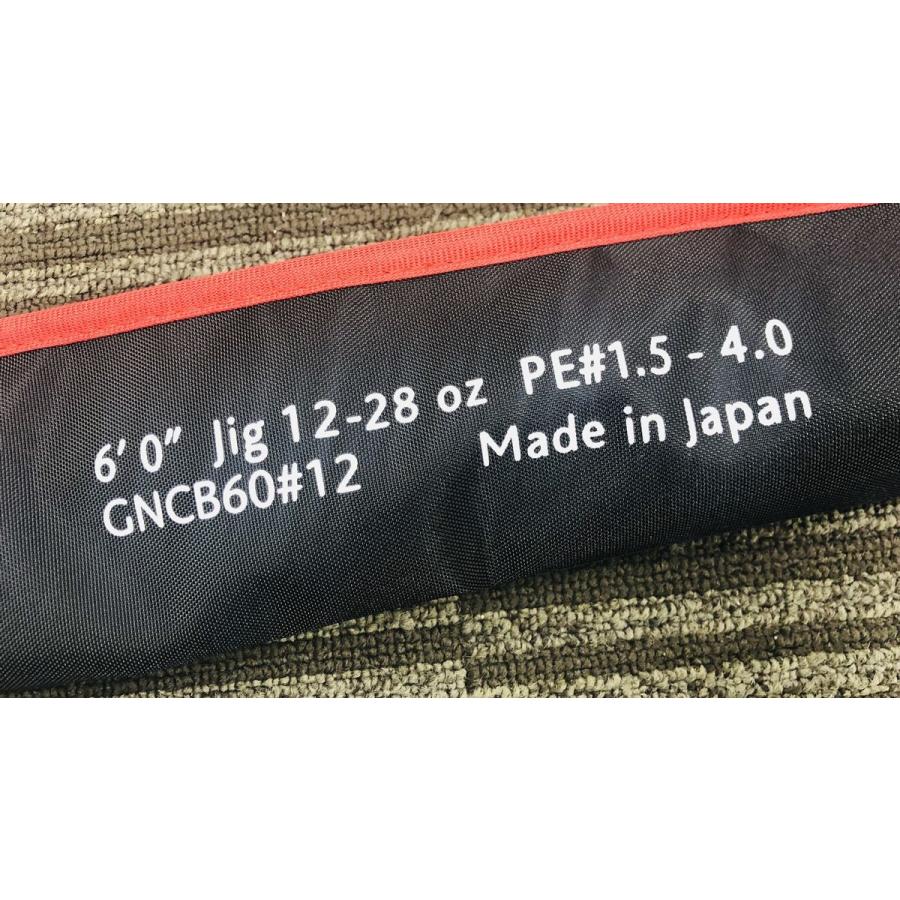 6'0" Jig 12-28 oz PE#1.5 - 4.0
GNCB60#12 Made in Japan